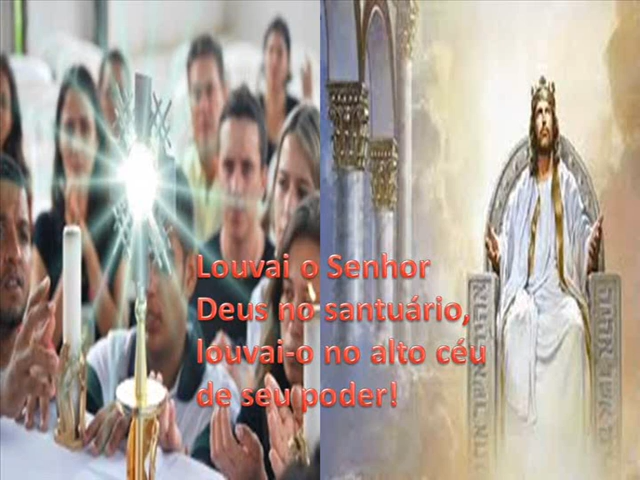 Louvai o Senhor
Deus no santuário,
louvai-o no alto céu
de seu poder!